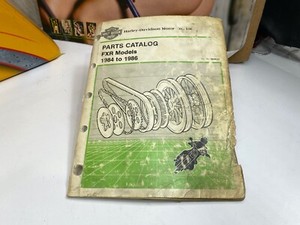 Harley-Davidson Motor Co., Inc.
PARTS CATALOG
FXR Models
1984 to 1986